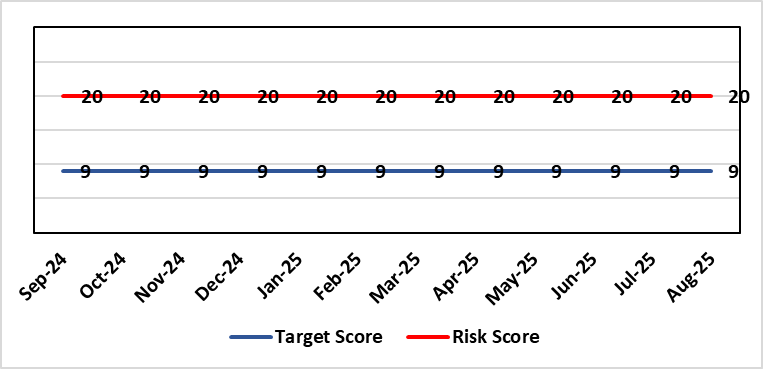 20 20 20 20 20 20 20 20 20 20 20 20
9 9 9 9 9 9 9 9 9 9 9 9
Sep-24 Oct-24 Nov-24 Dec-24 Jan-25 Feb-25 Mar-25 Apr-25 May-25 Jun-25 Jul-25 Aug-25
Target Score Risk Score